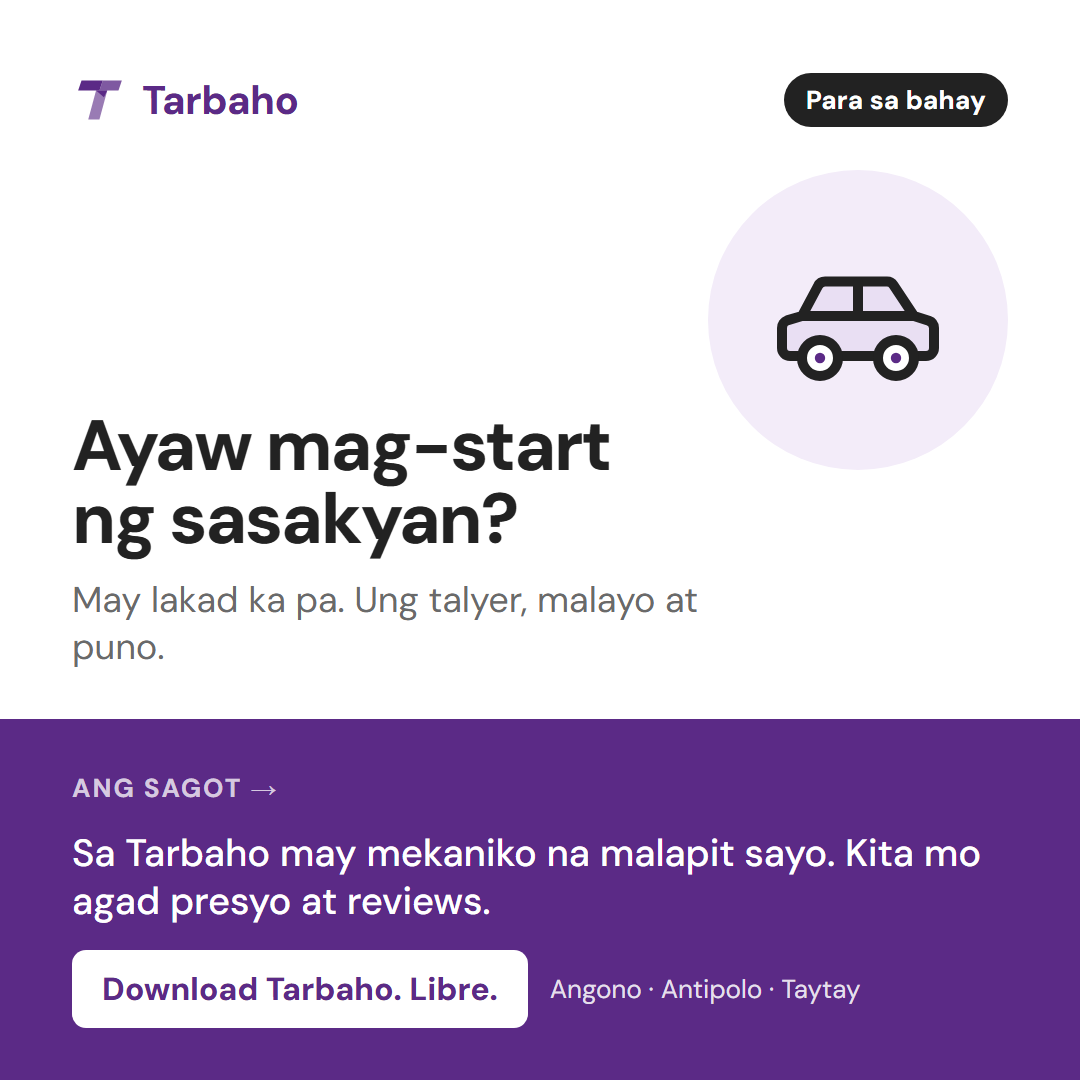 Tarbaho
Para sa bahay
Ayaw mag-start
ng sasakyan?
May lakad ka pa. Ung talyer, malayo at
puno.
ANG SAGOT →
Sa Tarbaho may mekaniko na malapit sayo. Kita mo
agad presyo at reviews.
Download Tarbaho. Libre.
Angono · Antipolo · Taytay